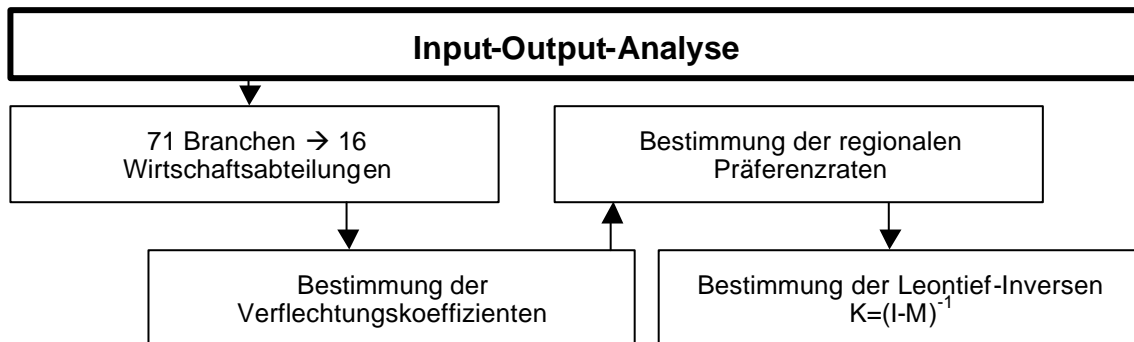 Input-Output-Analyse
71 Branchen → 16
Wirtschaftsabteilungen
Bestimmung der
Verflechtungskoeffizienten
Bestimmung der regionalen
Präferenzraten
Bestimmung der Leontief-Inversen
K=(I-M)⁻¹